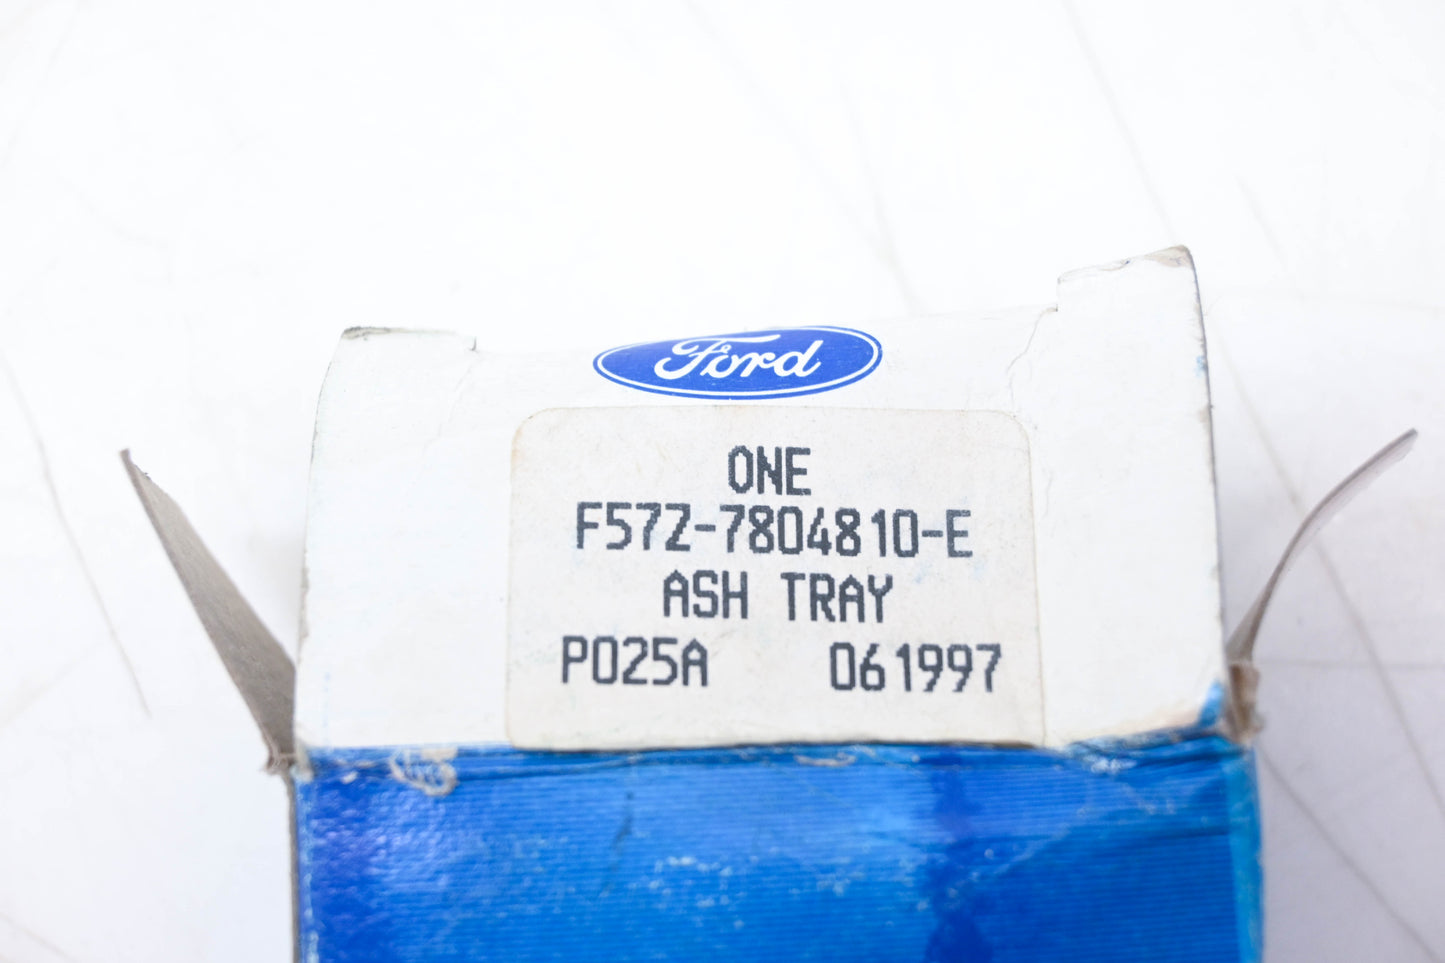 Ford
ONE
F57Z-7804810-E
ASH TRAY
P025A 061997